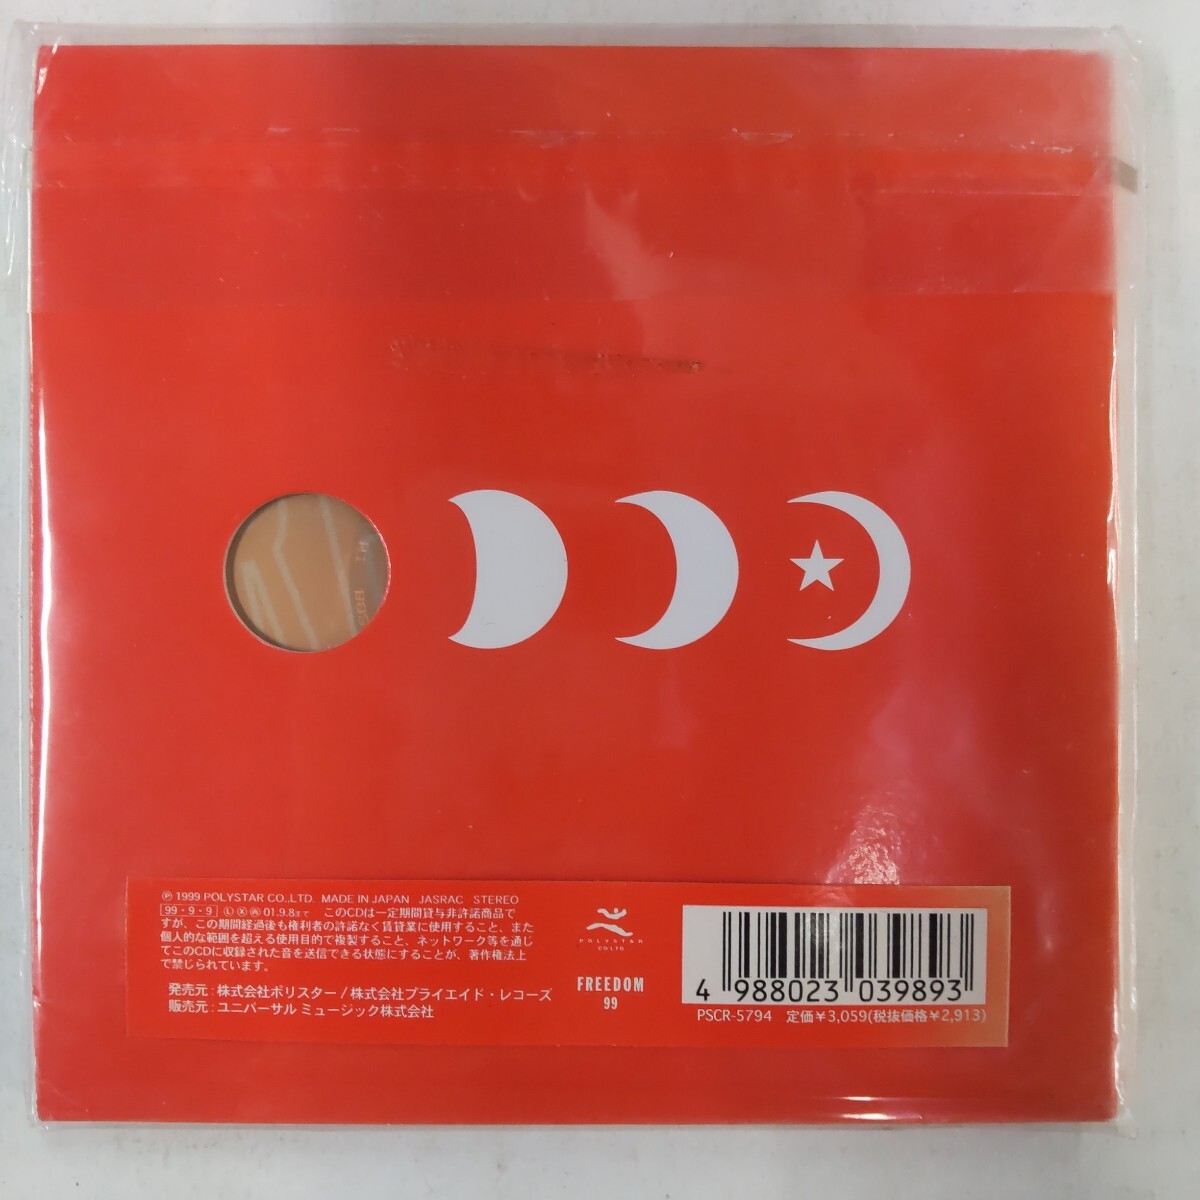 Ⓟ 1999 POLYSTAR CO.,LTD. MADE IN JAPAN JASRAC STEREO
99・9・9 Ⓛ Ⓧ 01.9.8まで このCDは一定期間貸与非許諾商品で
すが、この期間経過後も権利者の許諾なく賃貸業に使用すること、また
個人的な範囲を超える使用目的で複製すること、ネットワーク等を通じ
てこのCDに収録された音を送信できる状態にすることが、著作権法上
で禁じられています。
発売元:株式会社ポリスター/株式会社プライエイド・レコーズ
販売元:ユニバーサル ミュージック株式会社
POLYSTAR
CO.LTD.
FREEDOM
99
4 988023 039893
PSCR-5794 定価¥3,059(税抜価格¥2,913)